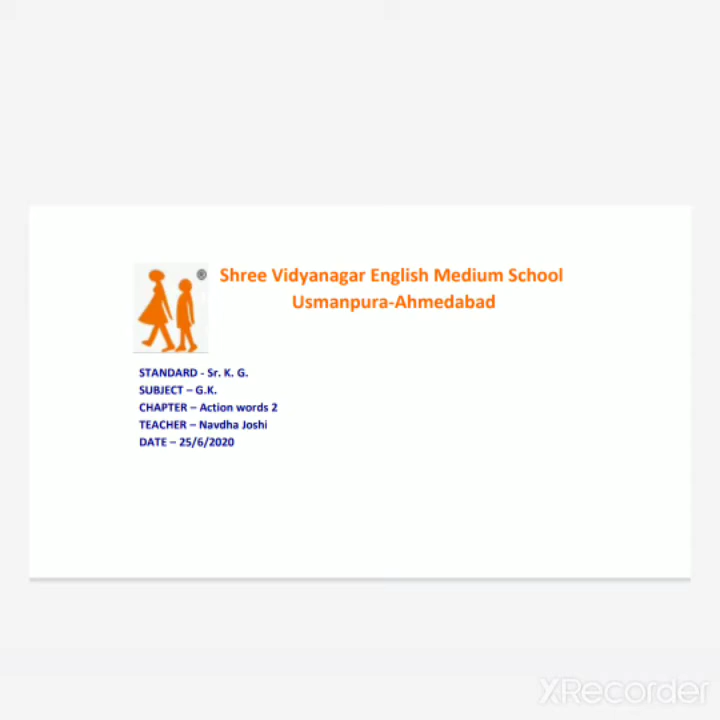 ® Shree Vidyanagar English Medium School
Usmanpura-Ahmedabad
STANDARD - Sr. K. G.
SUBJECT – G.K.
CHAPTER – Action words 2
TEACHER – Navdha Joshi
DATE – 25/6/2020
XRecorder